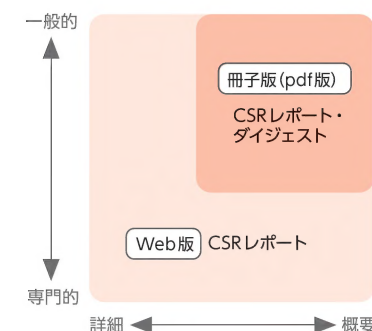 一般的
冊子版(pdf版)
CSRレポート・
ダイジェスト
Web版 CSRレポート
専門的
詳細 概要